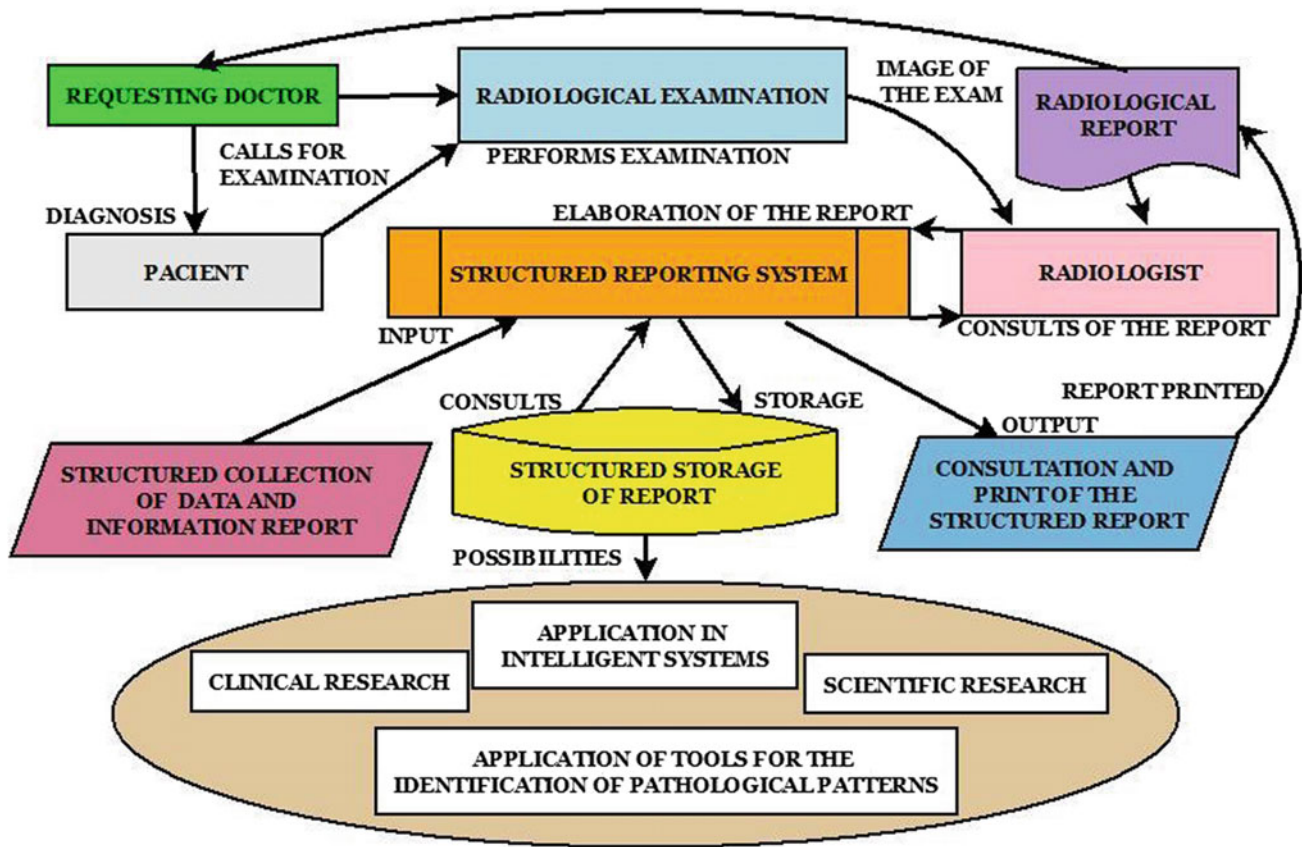 REQUESTING DOCTOR
RADIOLOGICAL EXAMINATION
IMAGE OF
THE EXAM
RADIOLOGICAL
REPORT
CALLS FOR
EXAMINATION
PERFORMS EXAMINATION
DIAGNOSIS
PACIENT
ELABORATION OF THE REPORT
STRUCTURED REPORTING SYSTEM
RADIOLOGIST
INPUT
CONSULTS OF THE REPORT
CONSULTS
STORAGE
REPORT PRINTED
OUTPUT
STRUCTURED COLLECTION
OF DATA AND
INFORMATION REPORT
STRUCTURED STORAGE
OF REPORT
CONSULTATION AND
PRINT OF THE
STRUCTURED REPORT
POSSIBILITIES
APPLICATION IN
INTELLIGENT SYSTEMS
CLINICAL RESEARCH
SCIENTIFIC RESEARCH
APPLICATION OF TOOLS FOR THE
IDENTIFICATION OF PATHOLOGICAL PATTERNS